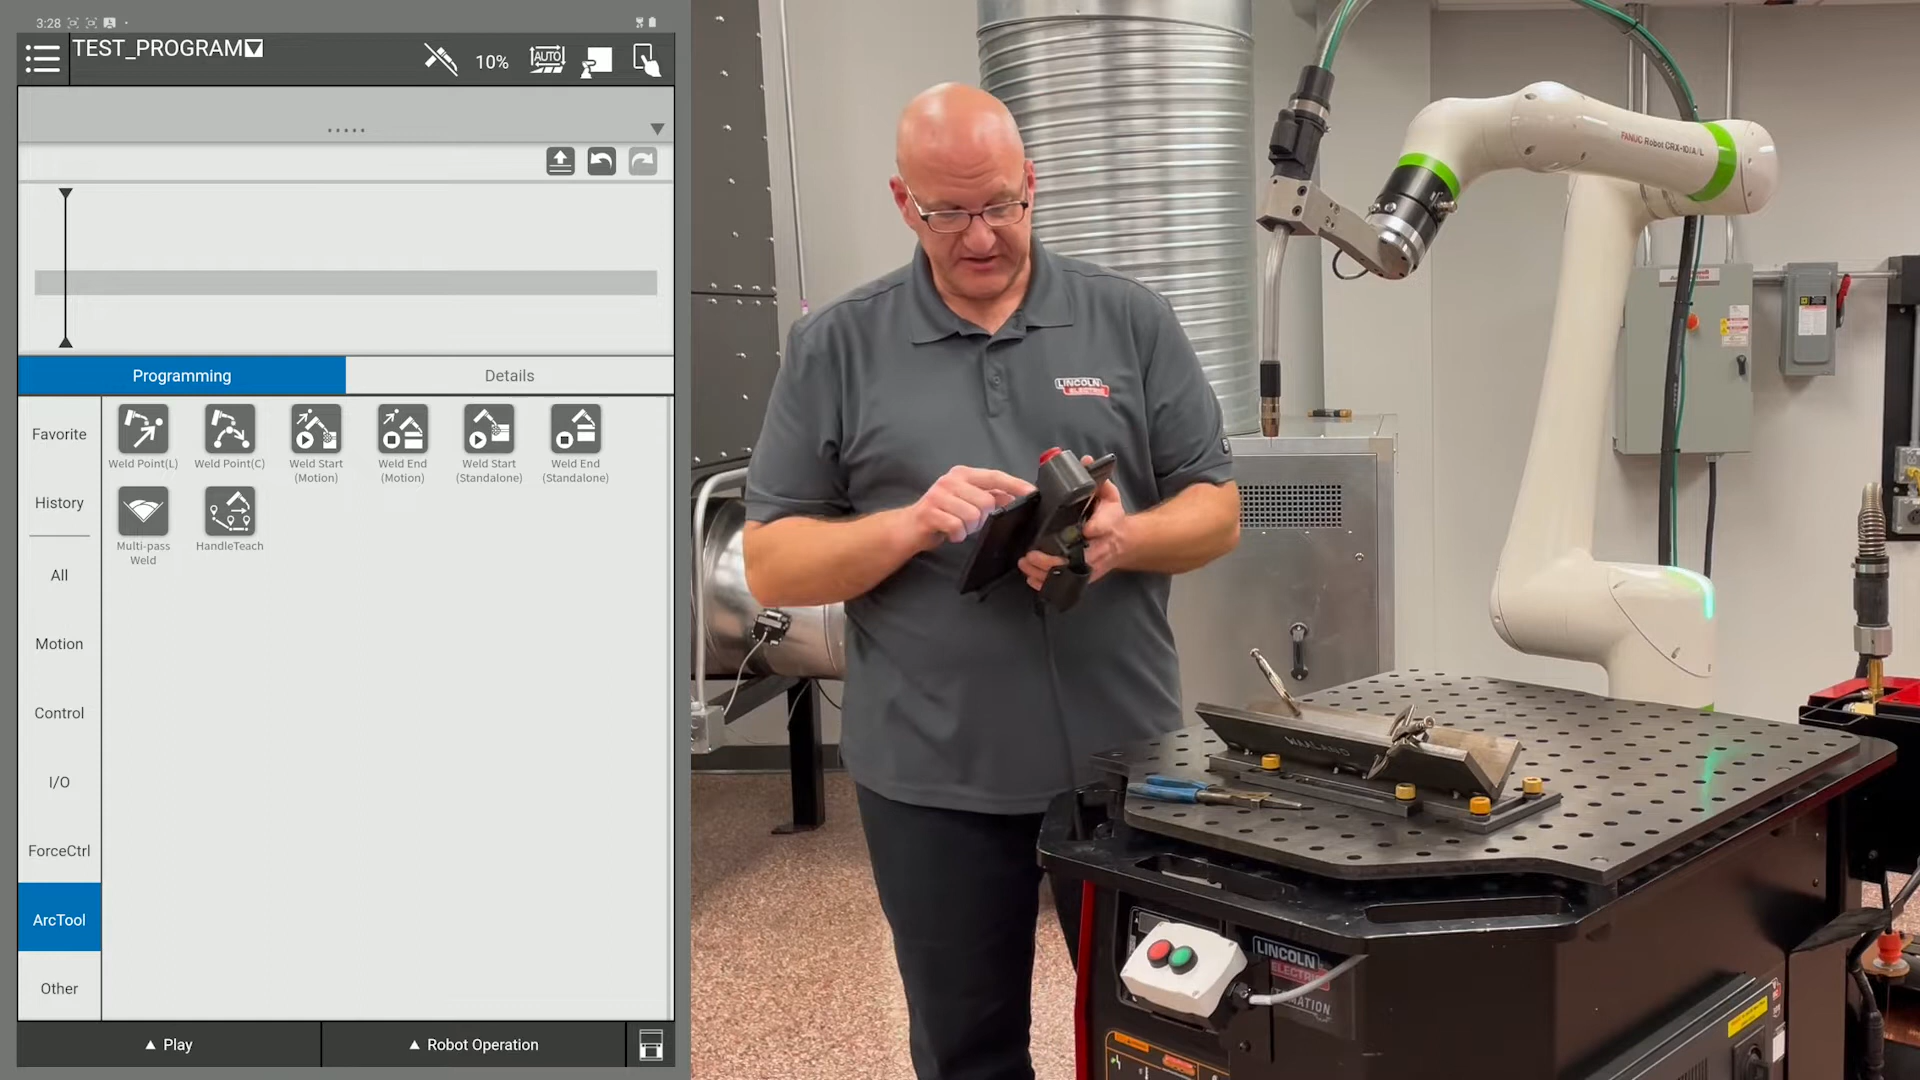 3:28
TEST_PROGRAM
10%
AUTO
Programming
Details
Favorite
History
All
Motion
Control
I/O
ForceCtrl
ArcTool
Other
Weld Point(L)
Weld Point(C)
Weld Start
(Motion)
Weld End
(Motion)
Weld Start
(Standalone)
Weld End
(Standalone)
Multi-pass
Weld
HandleTeach
Play
Robot Operation
LINCOLN
ELECTRIC
FANUC Robot CRX-10iA/L
LINCOLN
ELECTRIC